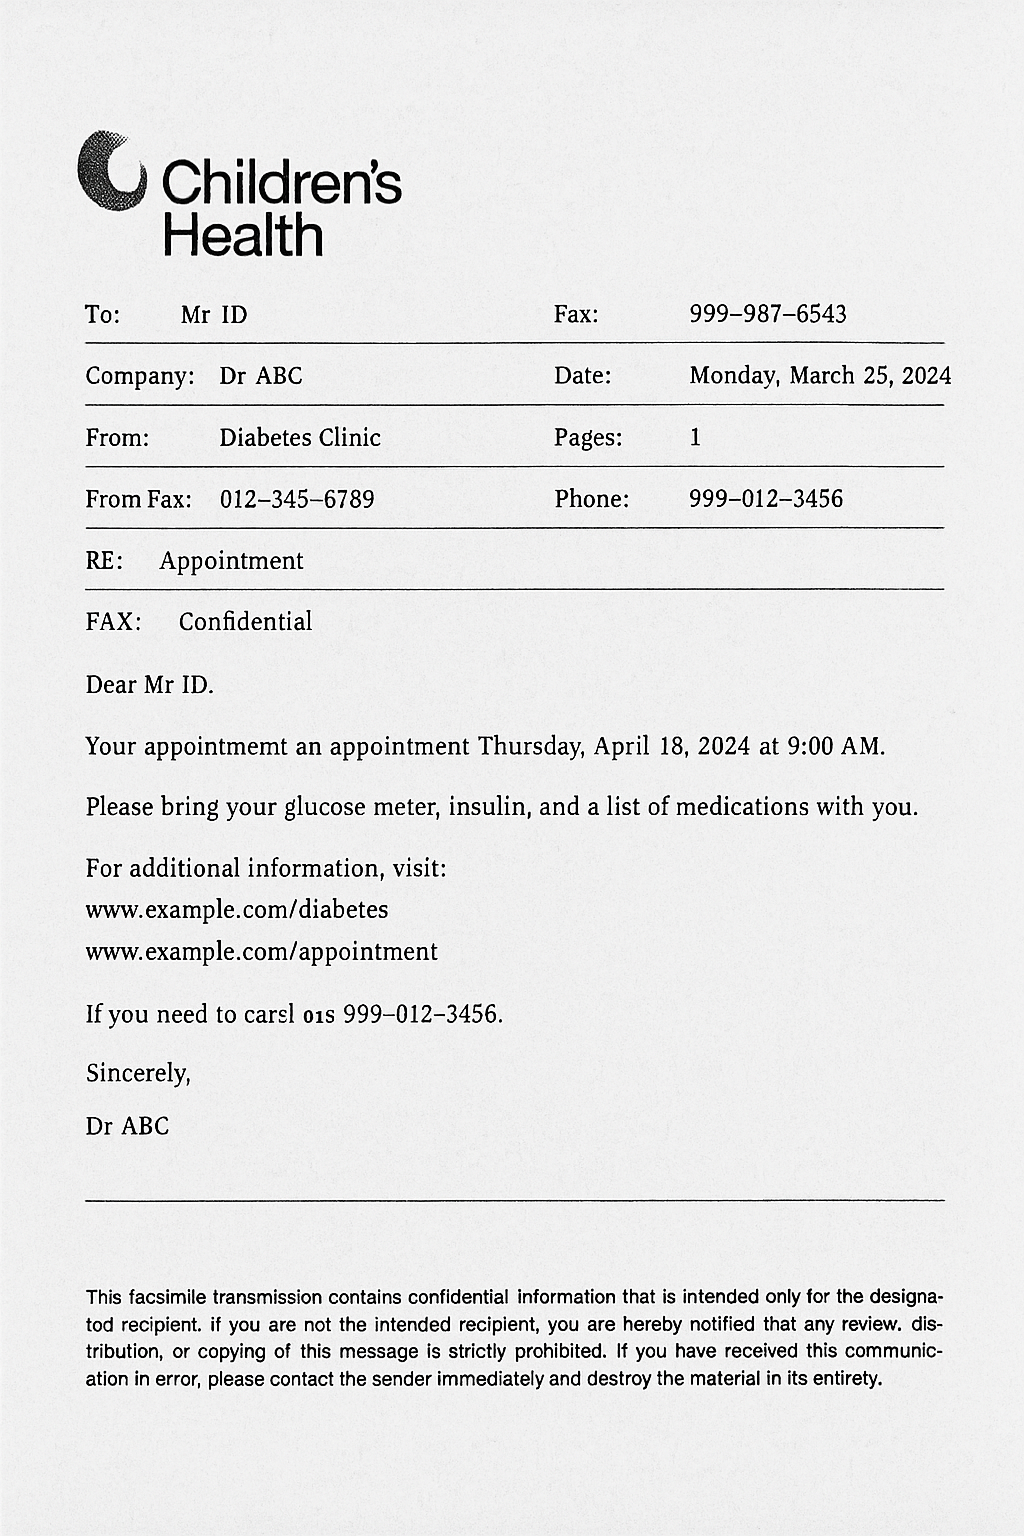 Children's
Health
To: Mr ID Fax: 999–987–6543
Company: Dr ABC Date: Monday, March 25, 2024
From: Diabetes Clinic Pages: 1
From Fax: 012–345–6789 Phone: 999–012–3456
RE: Appointment
FAX: Confidential
Dear Mr ID.
Your appointmemt an appointment Thursday, April 18, 2024 at 9:00 AM.
Please bring your glucose meter, insulin, and a list of medications with you.
For additional information, visit:
www.example.com/diabetes
www.example.com/appointment
If you need to carsl o1s 999–012–3456.
Sincerely,
Dr ABC
This facsimile transmission contains confidential information that is intended only for the designa-
tod recipient. if you are not the intended recipient, you are hereby notified that any review. dis-
tribution, or copying of this message is strictly prohibited. If you have received this communic-
ation in error, please contact the sender immediately and destroy the material in its entirety.